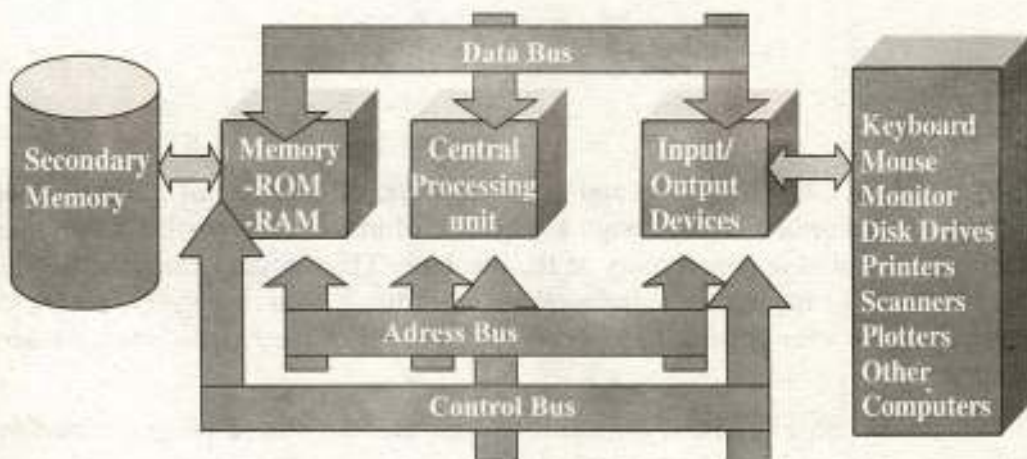 Data Bus
Secondary
Memory
Memory
-ROM
-RAM
Central
Processing
unit
Input/
Output
Devices
Keyboard
Mouse
Monitor
Disk Drives
Printers
Scanners
Plotters
Other
Computers
Adress Bus
Control Bus